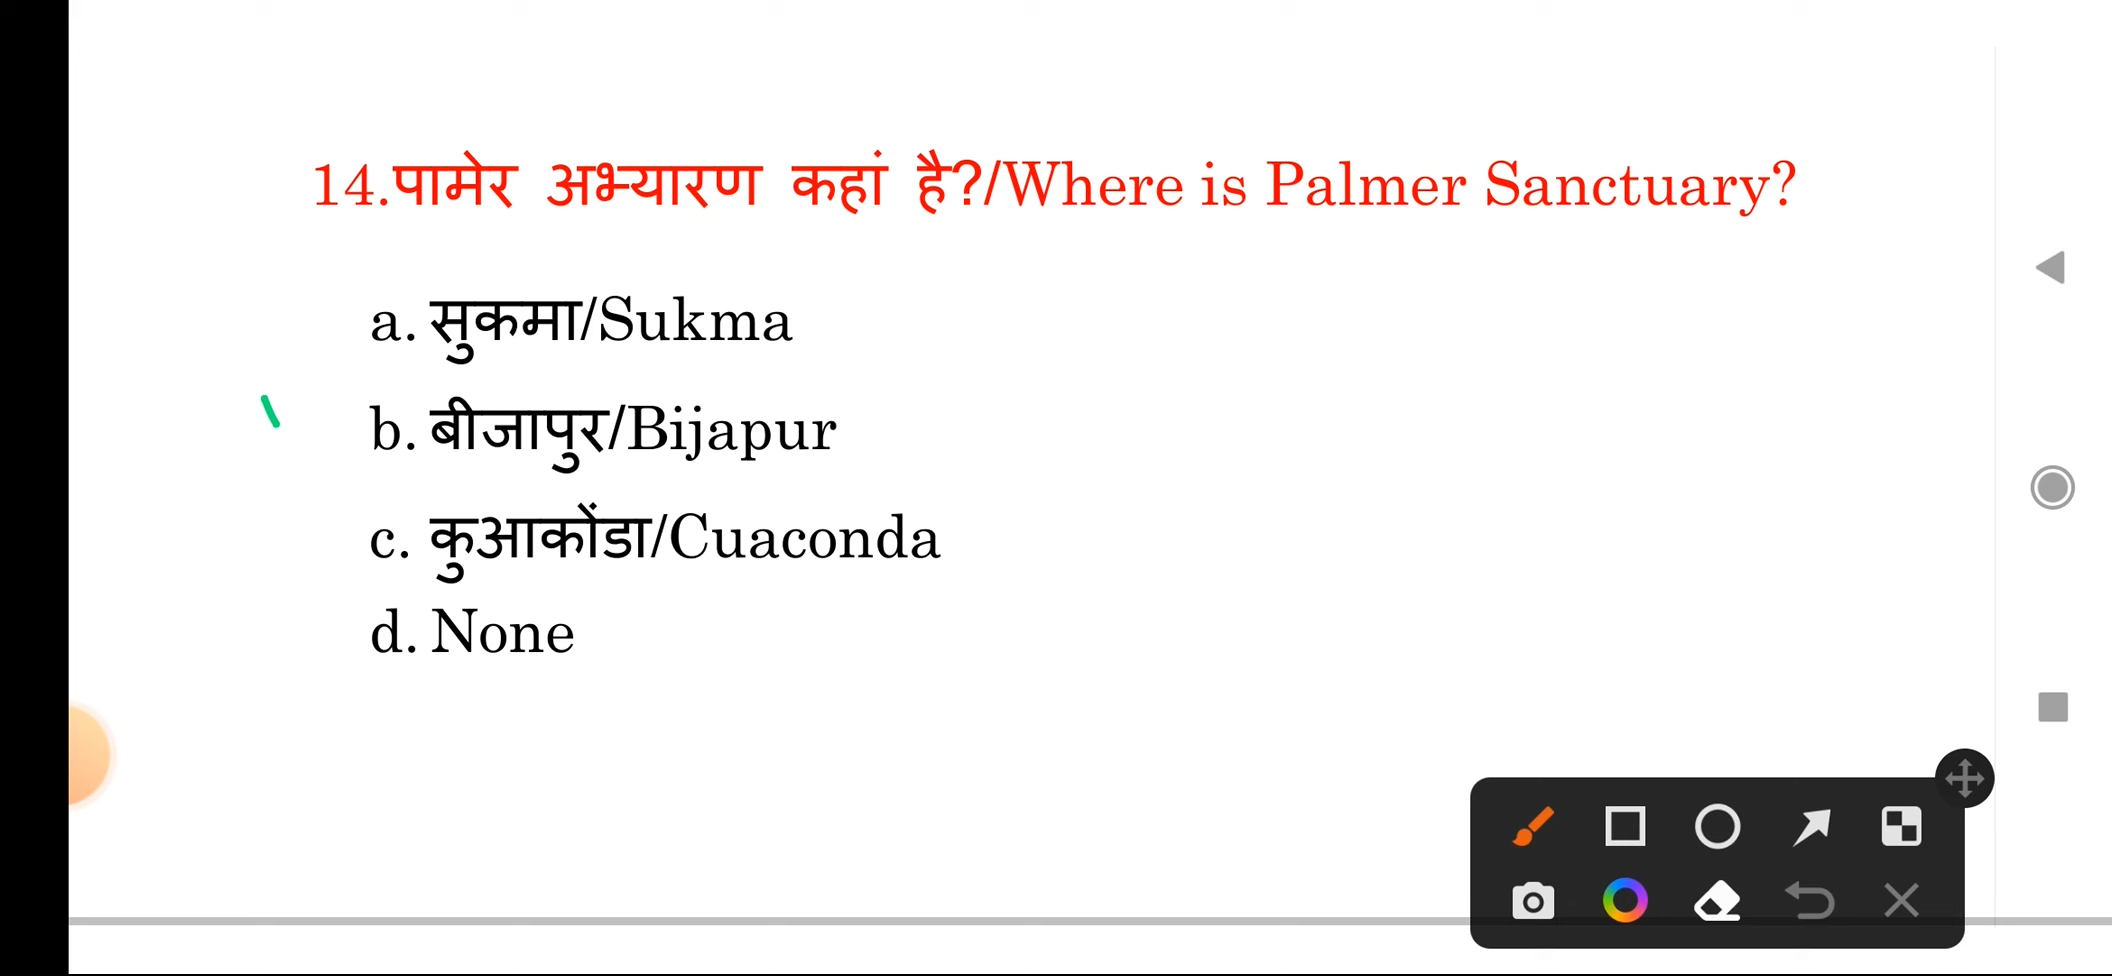 14.पामेर अभ्यारण कहां है?/Where is Palmer Sanctuary?
a. सुकमा/Sukma
b. बीजापुर/Bijapur
c. कुआकोंडा/Cuaconda
d. None